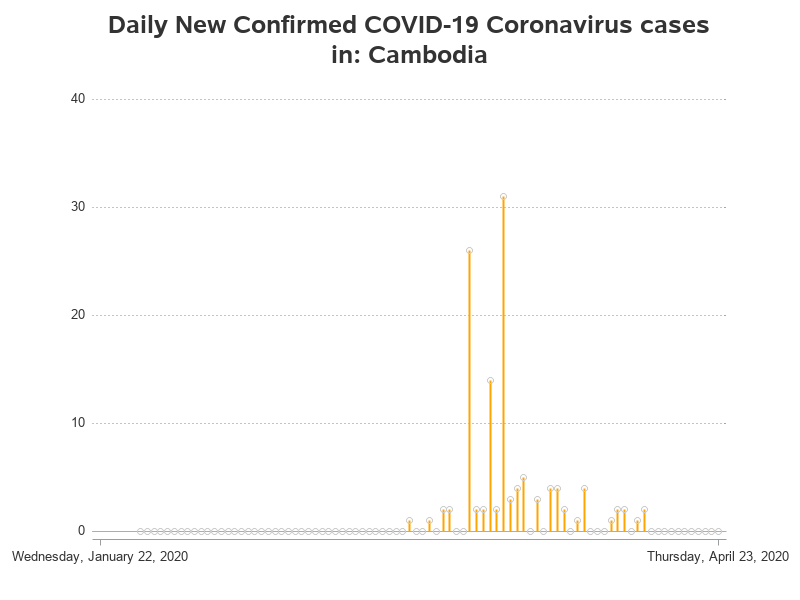 Daily New Confirmed COVID-19 Coronavirus cases
in: Cambodia
40
30
20
10
0
Wednesday, January 22, 2020
Thursday, April 23, 2020